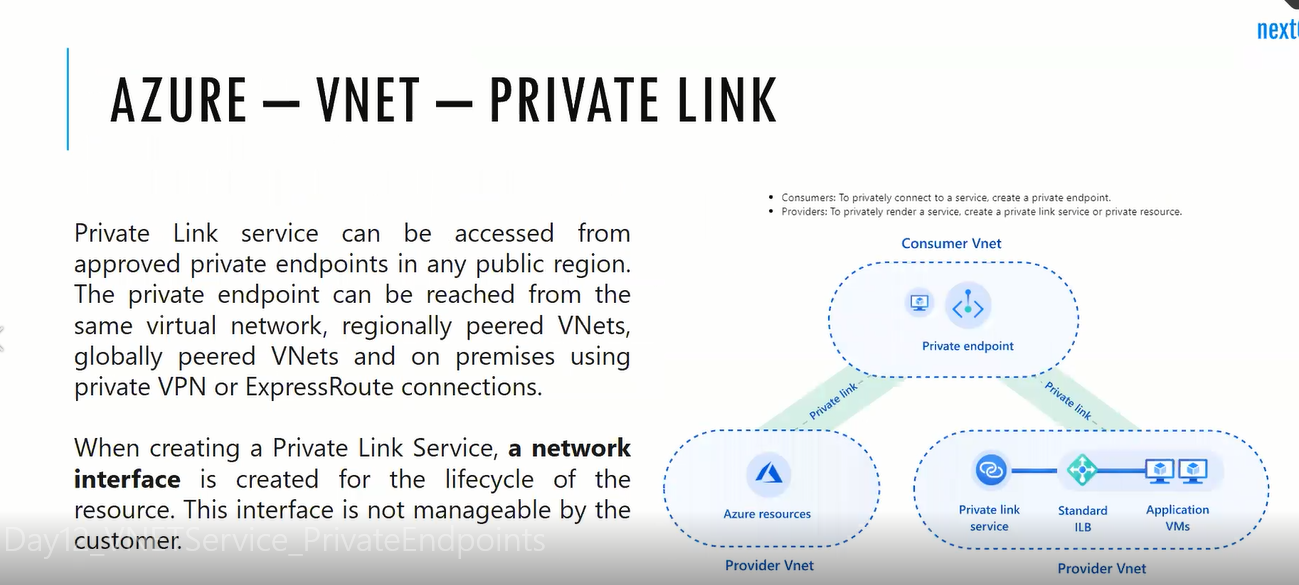 next
AZURE – VNET – PRIVATE LINK
Private Link service can be accessed from
approved private endpoints in any public region.
The private endpoint can be reached from the
same virtual network, regionally peered VNets,
globally peered VNets and on premises using
private VPN or ExpressRoute connections.
When creating a Private Link Service, a network
interface is created for the lifecycle of the
resource. This interface is not manageable by the
customer.
• Consumers: To privately connect to a service, create a private endpoint.
• Providers: To privately render a service, create a private link service or private resource.
Consumer Vnet
Private endpoint
Private link
Private link
Azure resources
Provider Vnet
Private link
service
Standard
ILB
Application
VMs
Provider Vnet